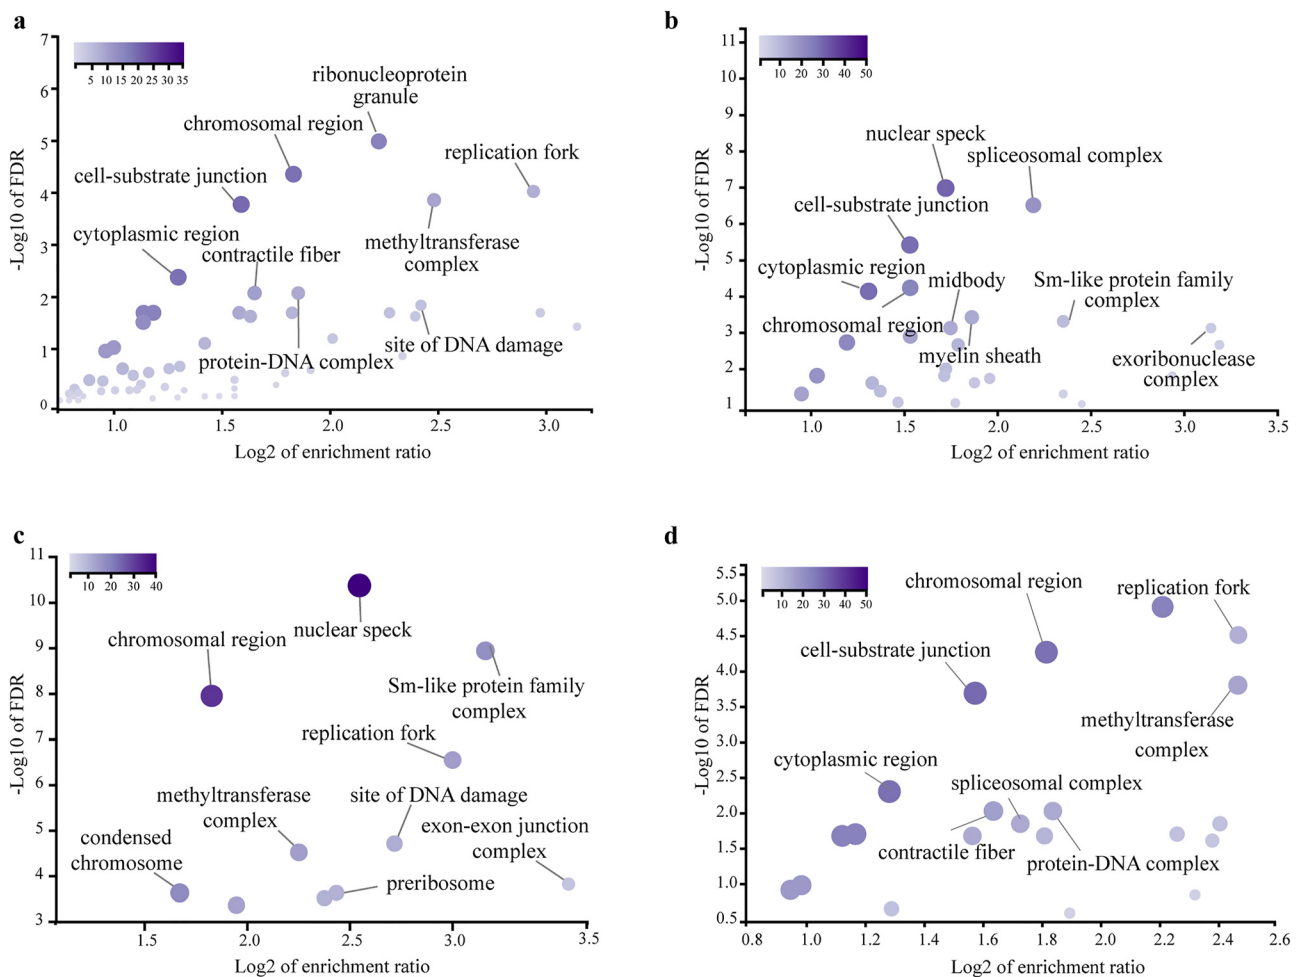 a
7
6
5
4
3
2
1
0
-Log10 of FDR
5 10 15 20 25 30 35
ribonucleoprotein
granule
chromosomal region
replication fork
cell-substrate junction
cytoplasmic region
methyltransferase
complex
contractile fiber
site of DNA damage
protein-DNA complex
1.0 1.5 2.0 2.5 3.0
Log2 of enrichment ratio
b
11
10
9
8
7
6
5
4
3
2
1
-Log10 of FDR
10 20 30 40 50
nuclear speck
spliceosomal complex
cell-substrate junction
cytoplasmic region
midbody
Sm-like protein family
complex
chromosomal region
myelin sheath
exoribonuclease
complex
1.0 1.5 2.0 2.5 3.0 3.5
Log2 of enrichment ratio
c
11
10
9
8
7
6
5
4
3
-Log10 of FDR
10 20 30 40
nuclear speck
chromosomal region
Sm-like protein family
complex
replication fork
methyltransferase
complex
site of DNA damage
exon-exon junction
complex
condensed
chromosome
preribosome
1.5 2.0 2.5 3.0 3.5
Log2 of enrichment ratio
d
5.5
5.0
4.5
4.0
3.5
3.0
2.5
2.0
1.5
1.0
0.5
-Log10 of FDR
10 20 30 40 50
chromosomal region
replication fork
cell-substrate junction
methyltransferase
complex
cytoplasmic region
spliceosomal complex
contractile fiber
protein-DNA complex
0.8 1.0 1.2 1.4 1.6 1.8 2.0 2.2 2.4 2.6
Log2 of enrichment ratio